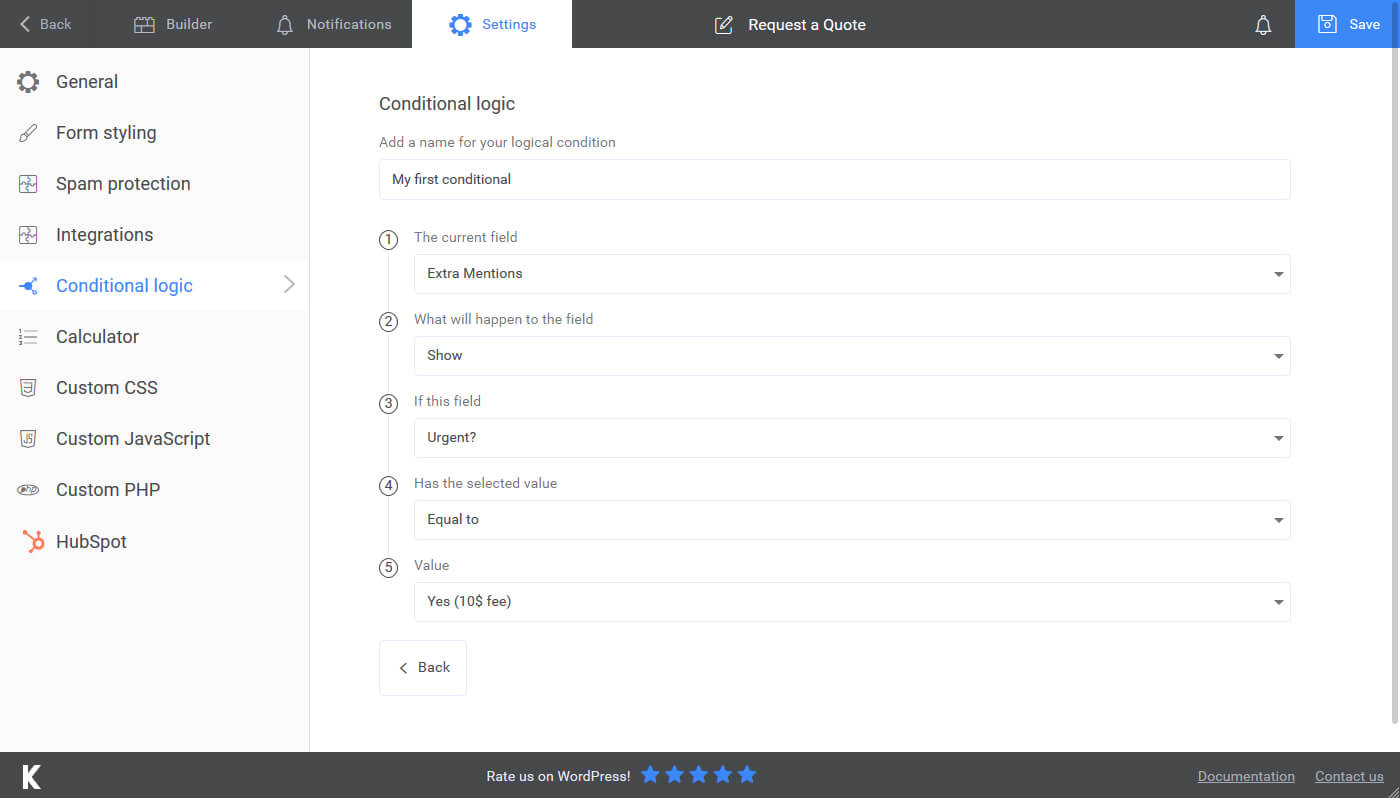 Back
Builder
Notifications
Settings
Request a Quote
Save
General
Form styling
Spam protection
Integrations
Conditional logic
Calculator
Custom CSS
Custom JavaScript
Custom PHP
HubSpot
Conditional logic
Add a name for your logical condition
My first conditional
1 The current field
Extra Mentions
2 What will happen to the field
Show
3 If this field
Urgent?
4 Has the selected value
Equal to
5 Value
Yes (10$ fee)
Back
K
Rate us on WordPress!
Documentation
Contact us